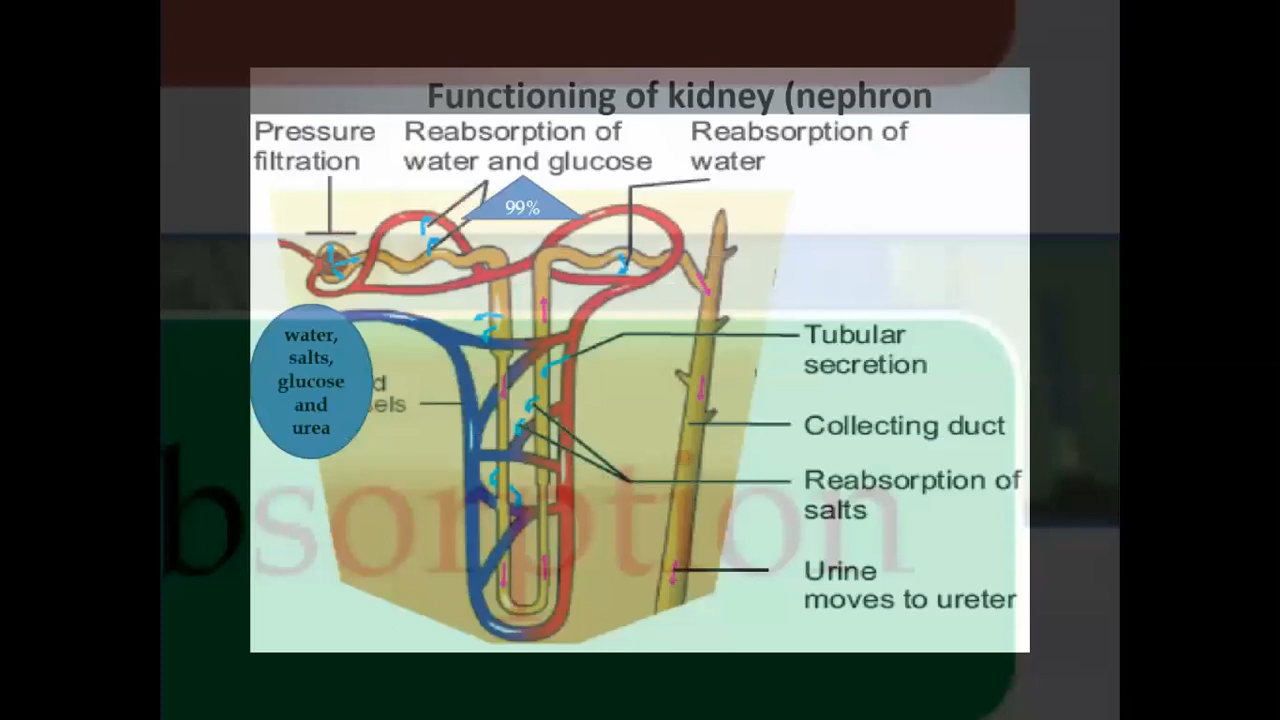 Functioning of kidney (nephron
Pressure
filtration
Reabsorption of
water and glucose
Reabsorption of
water
99%
water,
salts,
glucose
and
urea
Tubular
secretion
Collecting duct
Reabsorption of
salts
Urine
moves to ureter
bsorption